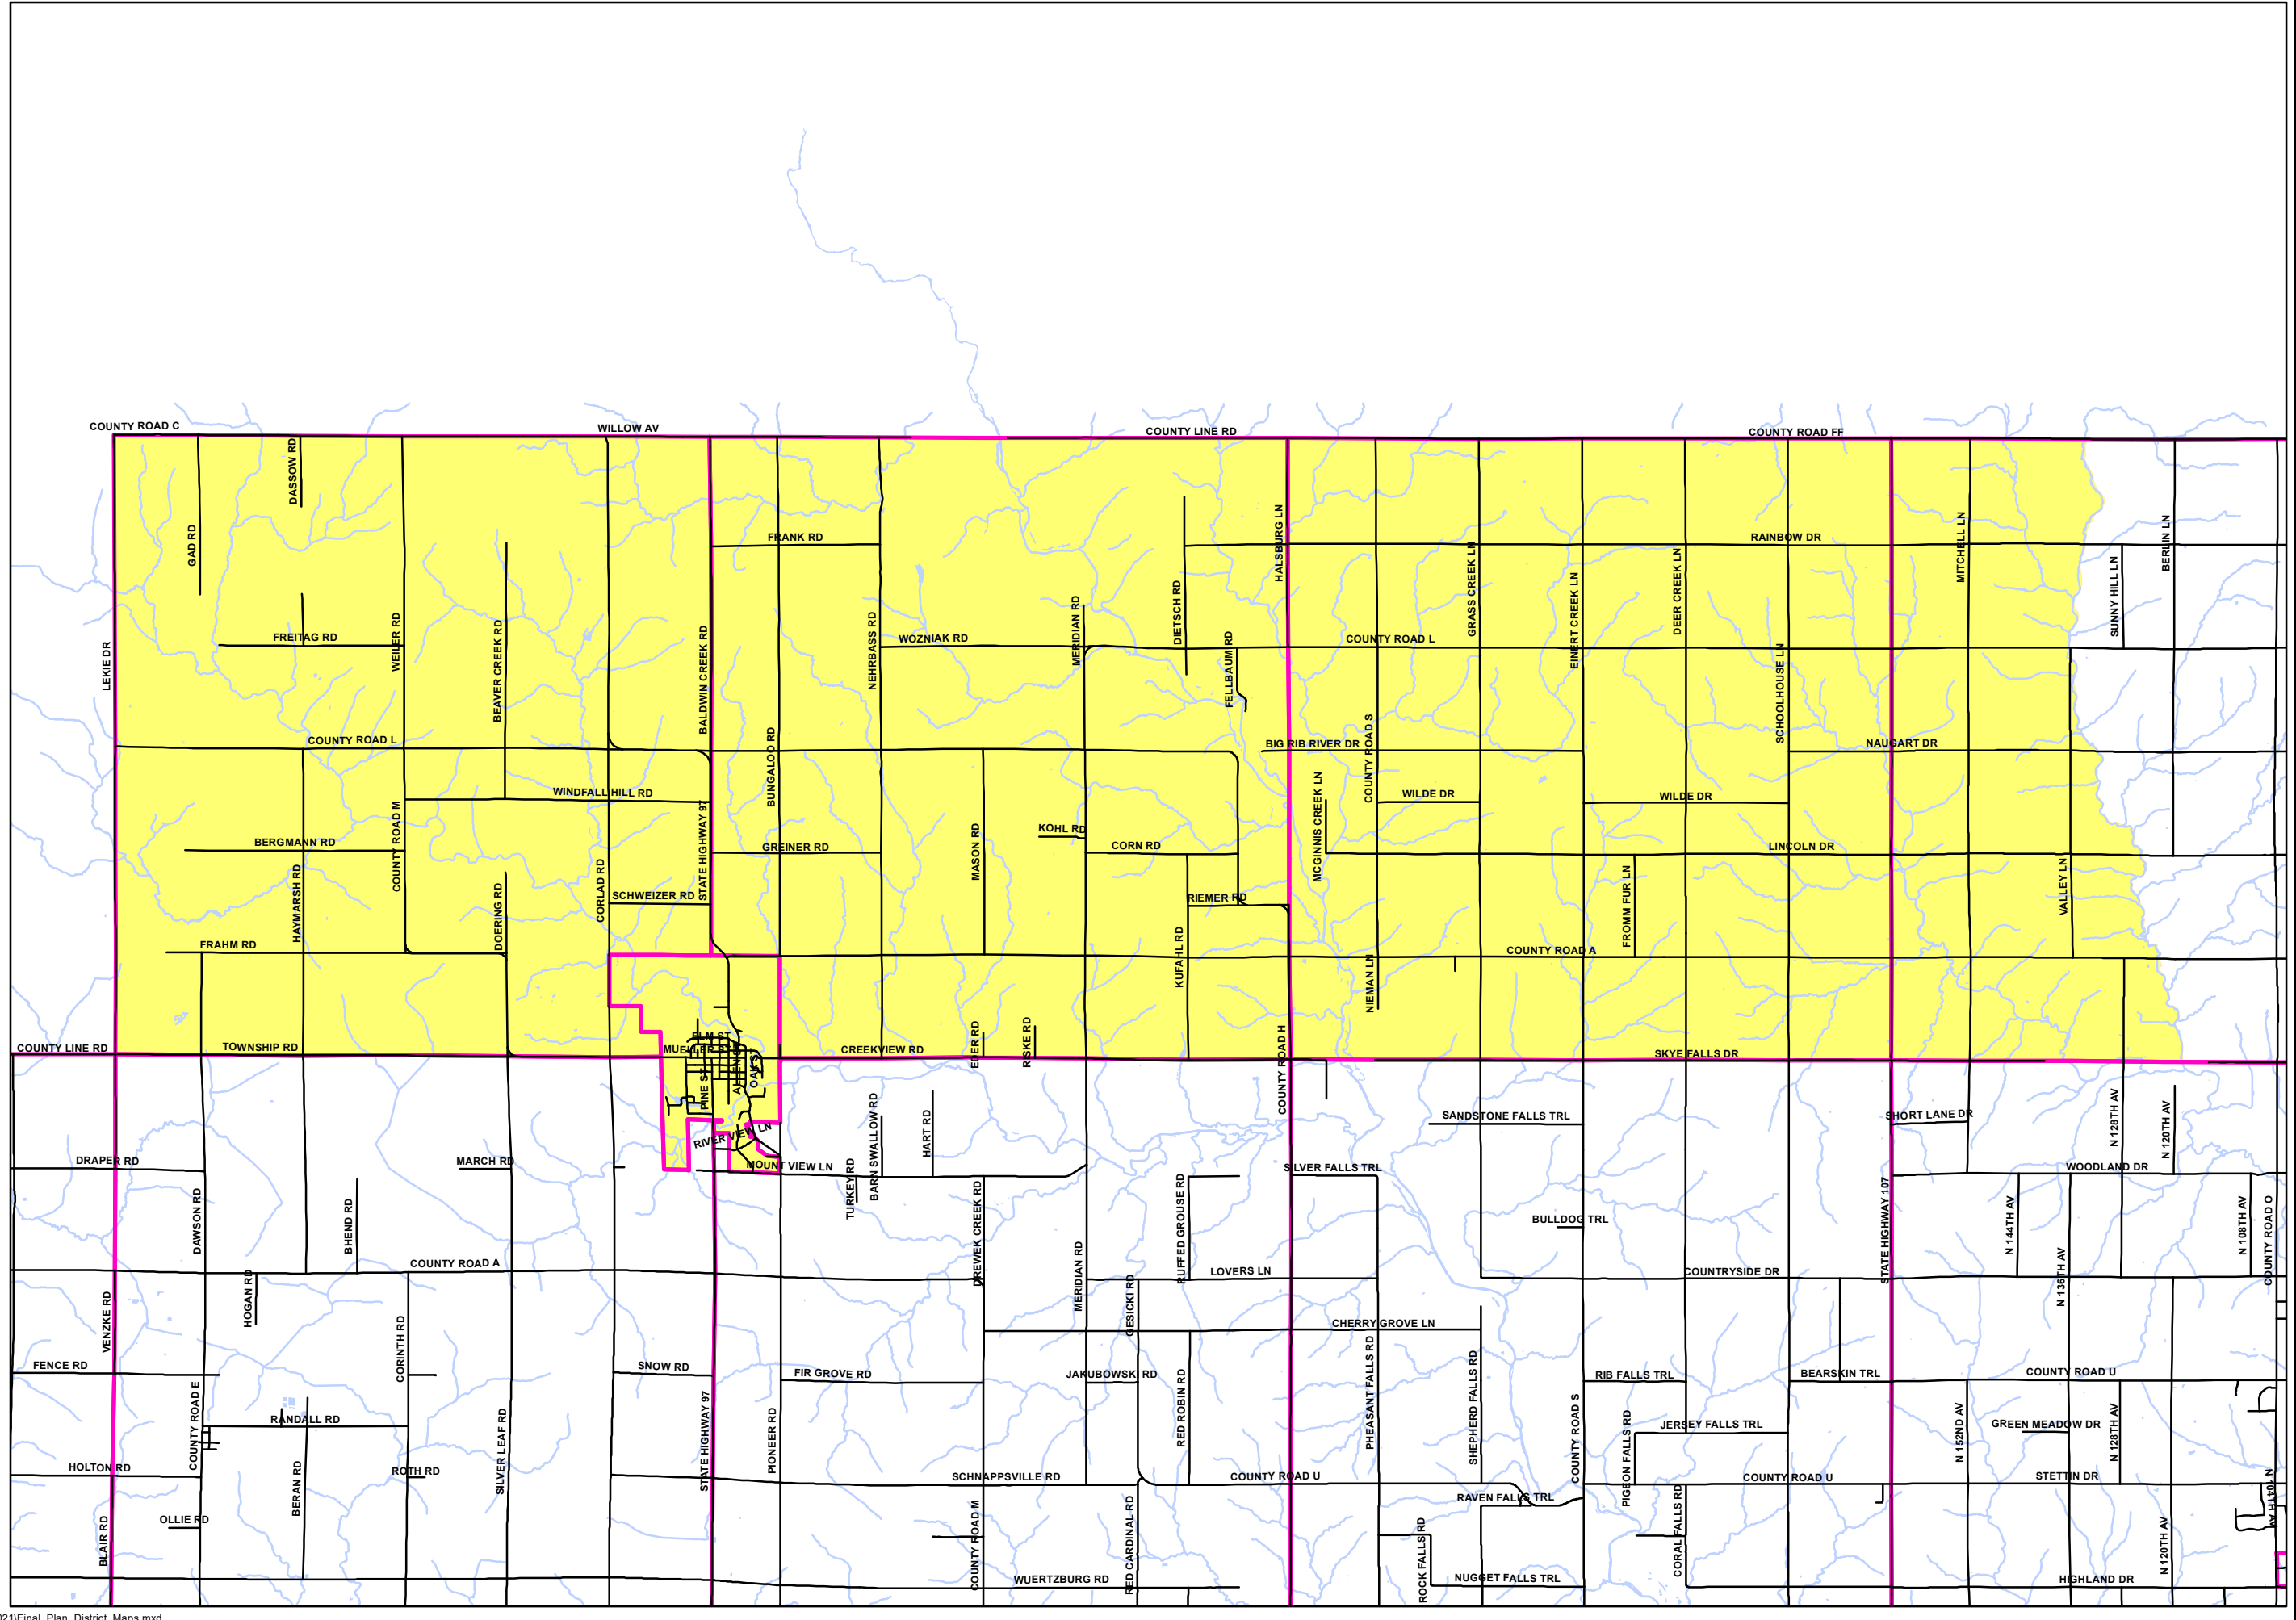 COUNTY ROAD C
WILLOW AV
COUNTY LINE RD
COUNTY ROAD FF
DASSOW RD
GAD RD
FRANK RD
HALSBURG LN
RAINBOW DR
MITCHELL LN
BERLIN LN
GRASS CREEK LN
EINERT CREEK LN
DEER CREEK LN
SUNNY HILL LN
LEKIE DR
FREITAG RD
WEILER RD
BEAVER CREEK RD
BALDWIN CREEK RD
NEHRBASS RD
WOZNIAK RD
MERIDIAN RD
DIETSCH RD
FELLBAUM RD
COUNTY ROAD L
SCHOOLHOUSE LN
COUNTY ROAD L
BUNGALO RD
BIG RIB RIVER DR
COUNTY ROAD S
NAUGART DR
WINDFALL HILL RD
WILDE DR
WILDE DR
COUNTY ROAD M
STATE HIGHWAY 97
MCGINNIS CREEK LN
BERGMANN RD
GREINER RD
MASON RD
KOHL RD
CORN RD
LINCOLN DR
HAYMARSH RD
DOERING RD
CORLAD RD
SCHWEIZER RD
RIEMER RD
FROMM FUR LN
VALLEY LN
FRAHM RD
KUFAHL RD
NIEMAN LN
COUNTY ROAD A
COUNTY LINE RD
TOWNSHIP RD
ELM ST
MUELLER ST
CREEKVIEW RD
EDER RD
RISKE RD
COUNTY ROAD H
SKYE FALLS DR
PINE ST
ALLEN ST
OAK ST
RIVER VIEW LN
MOUNT VIEW LN
BARN SWALLOW RD
HART RD
TURKEY RD
SANDSTONE FALLS TRL
SHORT LANE DR
N 128TH AV
N 120TH AV
DRAPER RD
MARCH RD
SILVER FALLS TRL
WOODLAND DR
DAWSON RD
BHEND RD
DREWEK CREEK RD
RUFFED GROUSE RD
BULLDOG TRL
STATE HIGHWAY 107
N 144TH AV
N 136TH AV
N 108TH AV
COUNTY ROAD O
HOGAN RD
COUNTY ROAD A
MERIDIAN RD
GESICKI RD
LOVERS LN
COUNTRYSIDE DR
VENZKE RD
CORINTH RD
CHERRY GROVE LN
FENCE RD
SNOW RD
FIR GROVE RD
JAKUBOWSKI RD
RED ROBIN RD
PHEASANT FALLS RD
SHEPHERD FALLS RD
COUNTY ROAD S
RIB FALLS TRL
BEARSKIN TRL
COUNTY ROAD U
COUNTY ROAD E
RANDALL RD
SILVER LEAF RD
STATE HIGHWAY 97
PIONEER RD
PIGEON FALLS RD
JERSEY FALLS TRL
N 152ND AV
GREEN MEADOW DR
N 128TH AV
HOLTON RD
BERAN RD
ROTH RD
SCHNAPPSVILLE RD
COUNTY ROAD U
COUNTY ROAD U
STETTIN DR
N 104TH AV
RAVEN FALLS TRL
BLAIR RD
OLLIE RD
COUNTY ROAD M
RED CARDINAL RD
ROCK FALLS RD
CORAL FALLS RD
N 120TH AV
WUERTZBURG RD
NUGGET FALLS TRL
HIGHLAND DR
021\Final_Plan_District_Maps.mxd